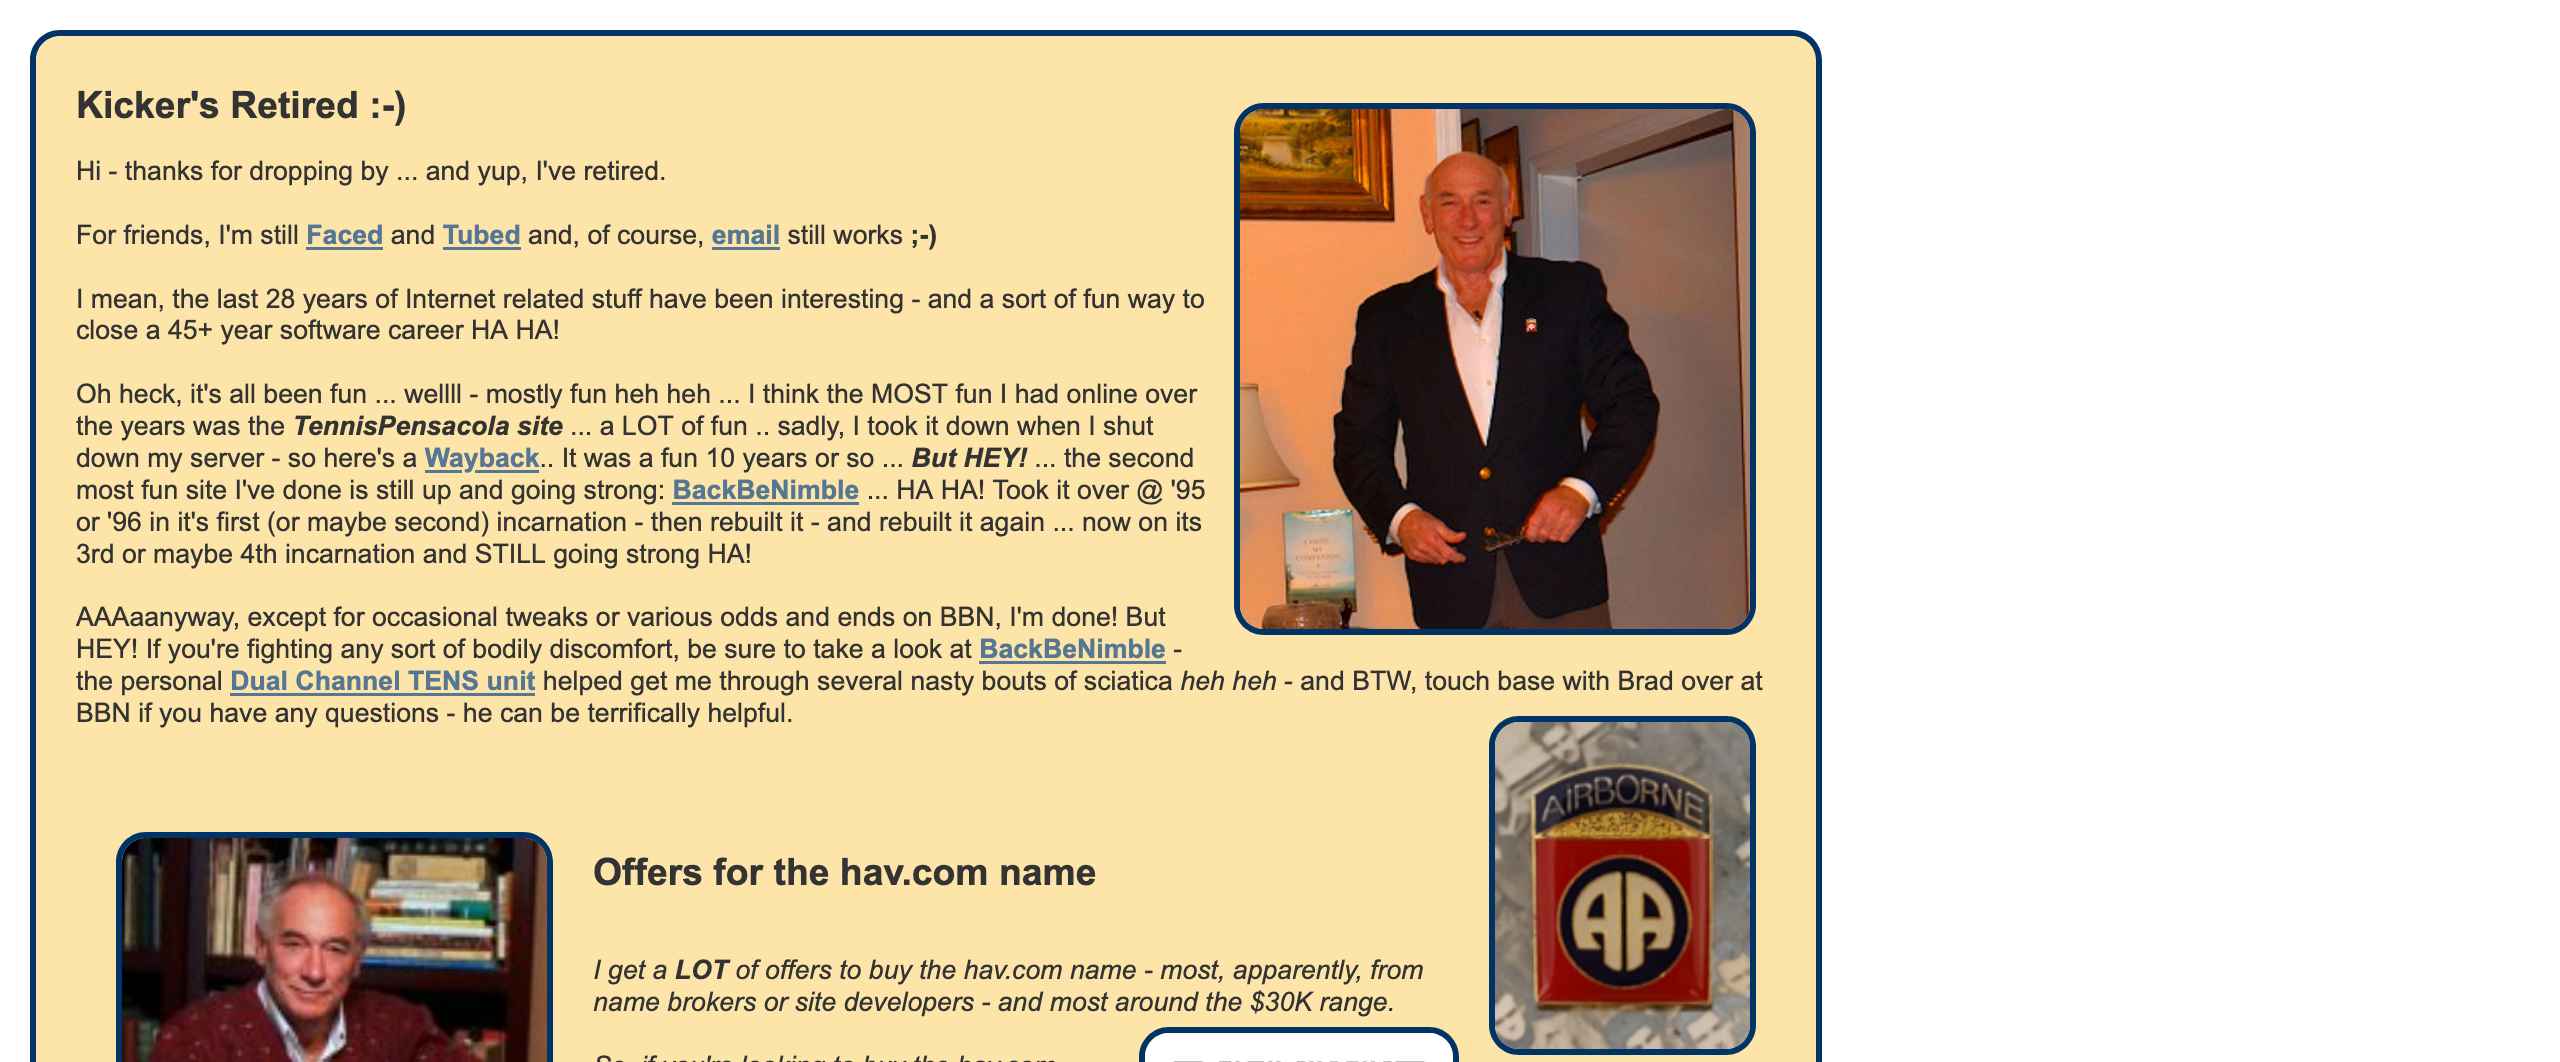 Kicker's Retired :-)
Hi - thanks for dropping by ... and yup, I've retired.
For friends, I'm still Faced and Tubed and, of course, email still works ;-)
I mean, the last 28 years of Internet related stuff have been interesting - and a sort of fun way to
close a 45+ year software career HA HA!
Oh heck, it's all been fun ... wellll - mostly fun heh heh ... I think the MOST fun I had online over
the years was the TennisPensacola site ... a LOT of fun .. sadly, I took it down when I shut
down my server - so here's a Wayback.. It was a fun 10 years or so ... But HEY! ... the second
most fun site I've done is still up and going strong: BackBeNimble ... HA HA! Took it over @ '95
or '96 in it's first (or maybe second) incarnation - then rebuilt it - and rebuilt it again ... now on its
3rd or maybe 4th incarnation and STILL going strong HA!
AAAaanyway, except for occasional tweaks or various odds and ends on BBN, I'm done! But
HEY! If you're fighting any sort of bodily discomfort, be sure to take a look at BackBeNimble -
the personal Dual Channel TENS unit helped get me through several nasty bouts of sciatica heh heh - and BTW, touch base with Brad over at
BBN if you have any questions - he can be terrifically helpful.
AIRBORNE
AA
Offers for the hav.com name
I get a LOT of offers to buy the hav.com name - most, apparently, from
name brokers or site developers - and most around the $30K range.
So, if you're looking to buy the hav.com